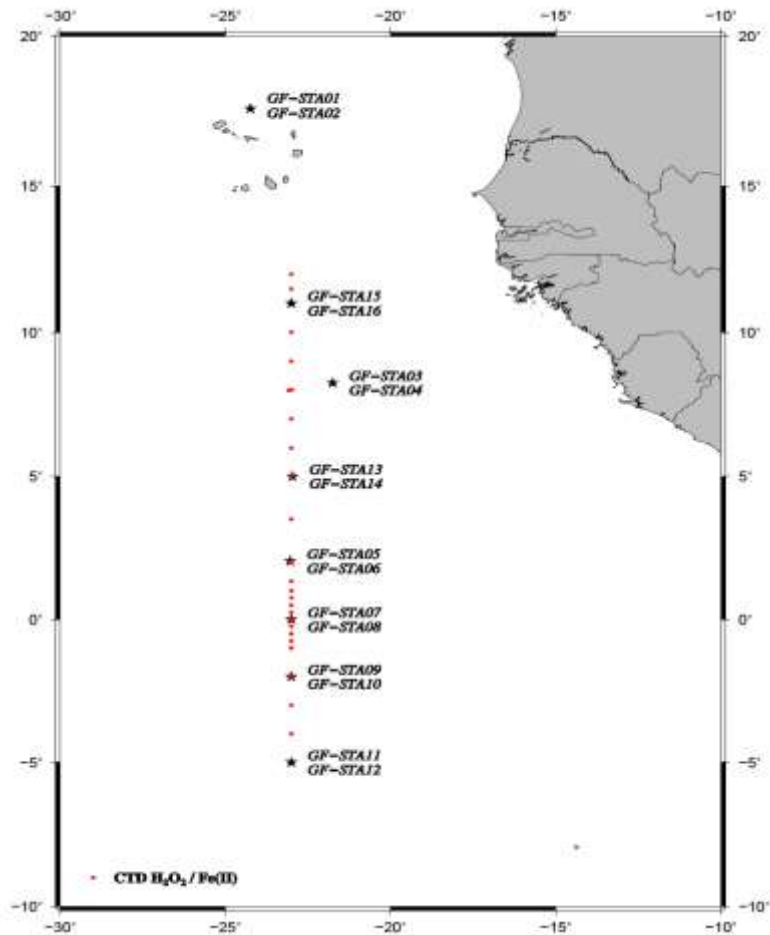 −30° −25° −20° −15° −10°
20° 20°
GF−STA01
GF−STA02
15° 15°
GF−STA15
GF−STA16
10° 10°
GF−STA03
GF−STA04
5° 5°
GF−STA13
GF−STA14
GF−STA05
GF−STA06
0° 0°
GF−STA07
GF−STA08
GF−STA09
GF−STA10
−5° −5°
GF−STA11
GF−STA12
CTD H₂O₂ / Fe(II)
−10° −10°
−30° −25° −20° −15° −10°